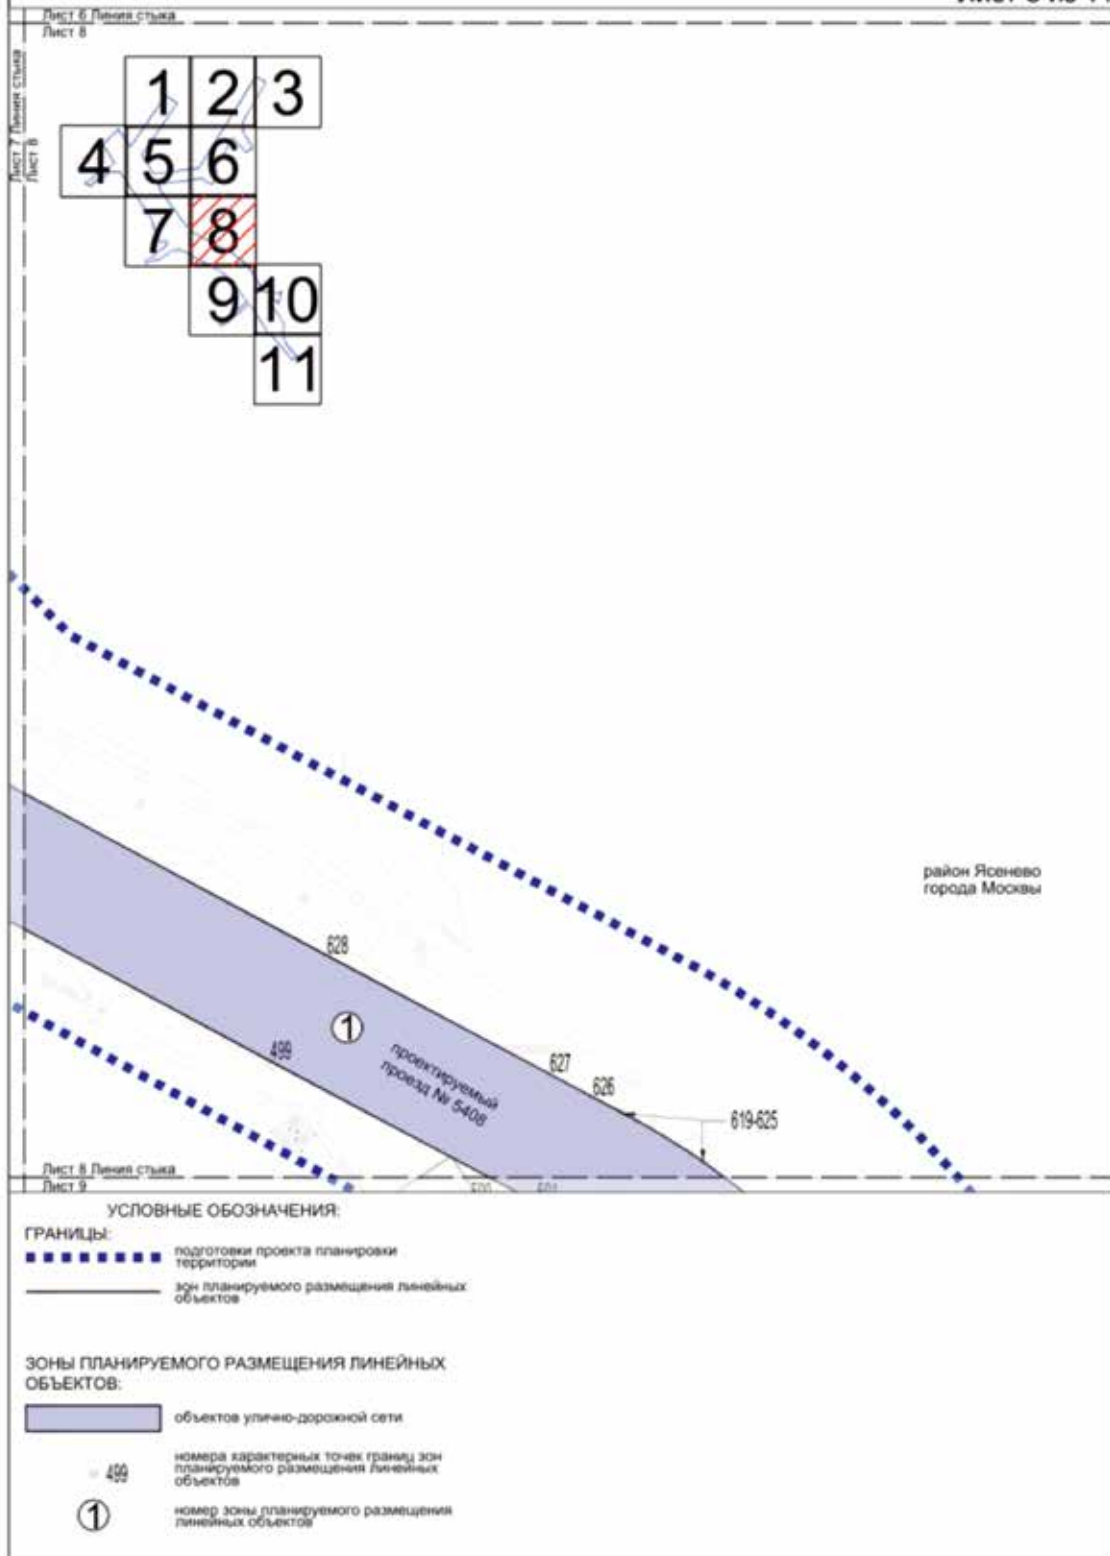 Лист 6 Линия стыка
Лист 8
Лист 7 Линия стыка
Лист 8
1 2 3
4 5 6
7 8
9 10
11
район Ясенево
города Москвы
628
1
499
проектируемый
проезд № 5408
627
626
619-625
Лист 8 Линия стыка
Лист 9
УСЛОВНЫЕ ОБОЗНАЧЕНИЯ:
ГРАНИЦЫ:
подготовки проекта планировки
территории
зон планируемого размещения линейных
объектов
ЗОНЫ ПЛАНИРУЕМОГО РАЗМЕЩЕНИЯ ЛИНЕЙНЫХ
ОБЪЕКТОВ:
объектов улично-дорожной сети
499
номера характерных точек границ зон
планируемого размещения линейных
объектов
1
номер зоны планируемого размещения
линейных объектов